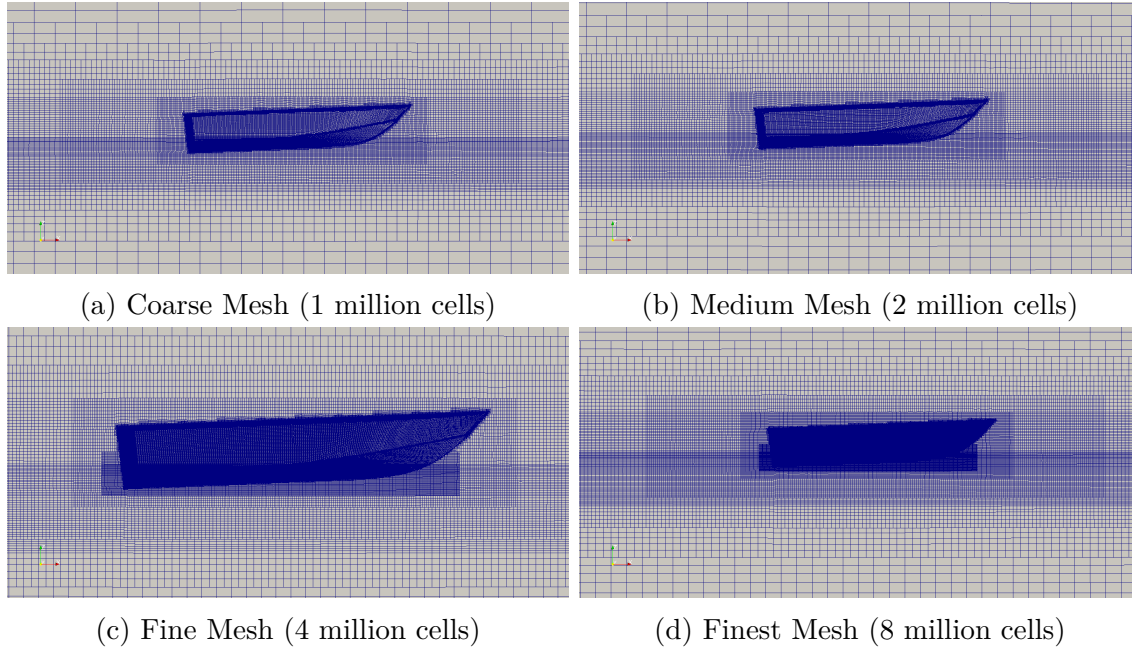 (a) Coarse Mesh (1 million cells)
(b) Medium Mesh (2 million cells)
(c) Fine Mesh (4 million cells)
(d) Finest Mesh (8 million cells)